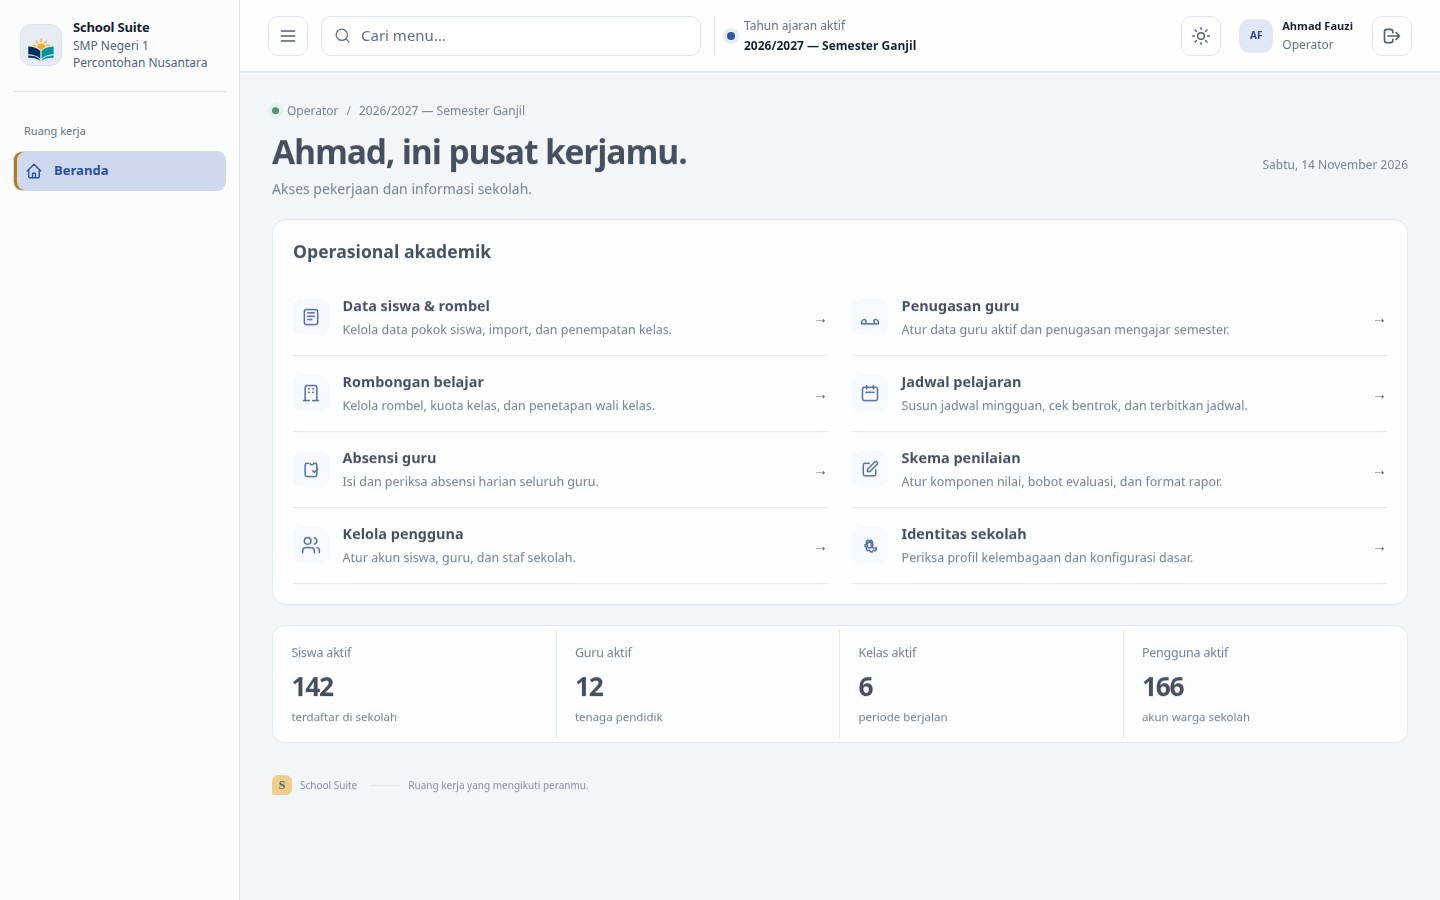 School Suite
SMP Negeri 1
Percontohan Nusantara
Ruang kerja
Beranda
Cari menu...
Tahun ajaran aktif
2026/2027 — Semester Ganjil
AF
Ahmad Fauzi
Operator
Operator / 2026/2027 — Semester Ganjil
Ahmad, ini pusat kerjamu.
Akses pekerjaan dan informasi sekolah.
Sabtu, 14 November 2026
Operasional akademik
Data siswa & rombel
Kelola data pokok siswa, import, dan penempatan kelas.
→
Penugasan guru
Atur data guru aktif dan penugasan mengajar semester.
→
Rombongan belajar
Kelola rombel, kuota kelas, dan penetapan wali kelas.
→
Jadwal pelajaran
Susun jadwal mingguan, cek bentrok, dan terbitkan jadwal.
→
Absensi guru
Isi dan periksa absensi harian seluruh guru.
→
Skema penilaian
Atur komponen nilai, bobot evaluasi, dan format rapor.
→
Kelola pengguna
Atur akun siswa, guru, dan staf sekolah.
→
Identitas sekolah
Periksa profil kelembagaan dan konfigurasi dasar.
→
Siswa aktif
142
terdaftar di sekolah
Guru aktif
12
tenaga pendidik
Kelas aktif
6
periode berjalan
Pengguna aktif
166
akun warga sekolah
S
School Suite
Ruang kerja yang mengikuti peranmu.